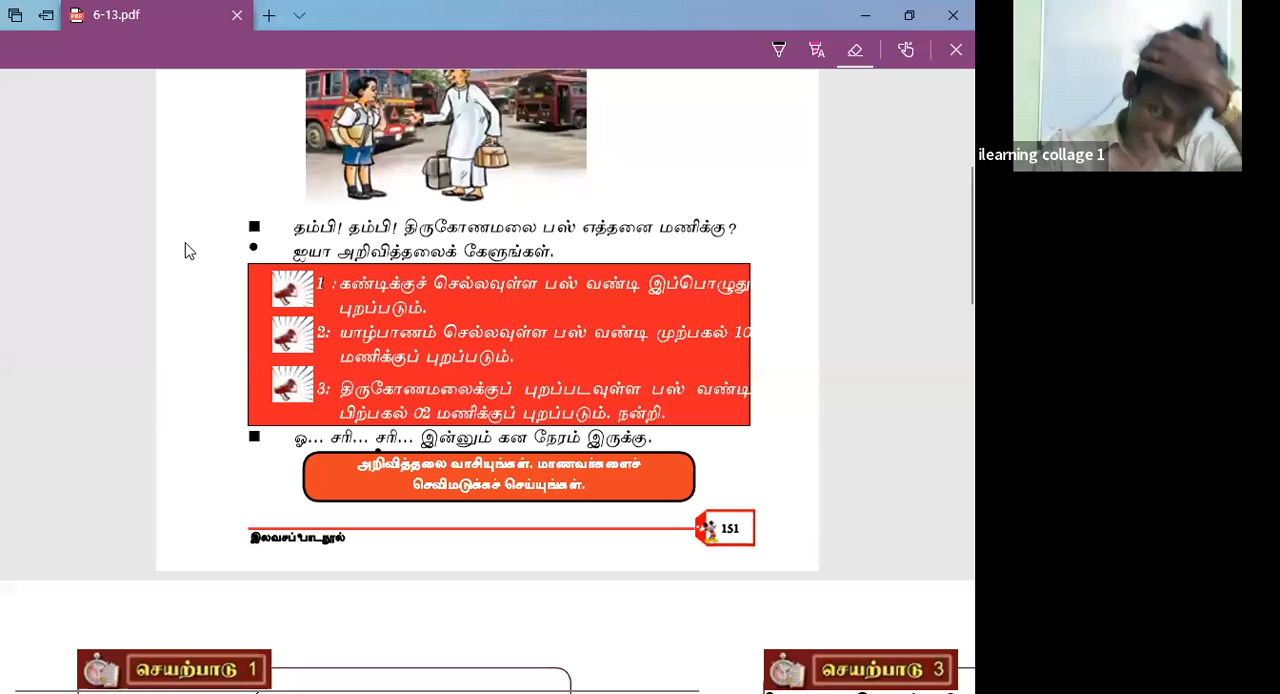 6-13.pdf
ilearning collage 1
தம்பி! தம்பி! திருகோணமலை பஸ் எத்தனை மணிக்கு?
ஐயா அறிவித்தலைக் கேளுங்கள்.
1 : கண்டிக்குச் செல்லவுள்ள பஸ் வண்டி இப்பொழுது
புறப்படும்.
2: யாழ்பாணம் செல்லவுள்ள பஸ் வண்டி முற்பகல் 10
மணிக்குப் புறப்படும்.
3: திருகோணமலைக்குப் புறப்படவுள்ள பஸ் வண்டி
பிற்பகல் 02 மணிக்குப் புறப்படும். நன்றி.
ஓ... சரி... சரி... இன்னும் கன நேரம் இருக்கு.
அறிவித்தலை வாசியுங்கள். மாணவர்களைச்
செவிமடுக்கச் செய்யுங்கள்.
இலவசப் பாடநூல்
151
செயற்பாடு 1
செயற்பாடு 3